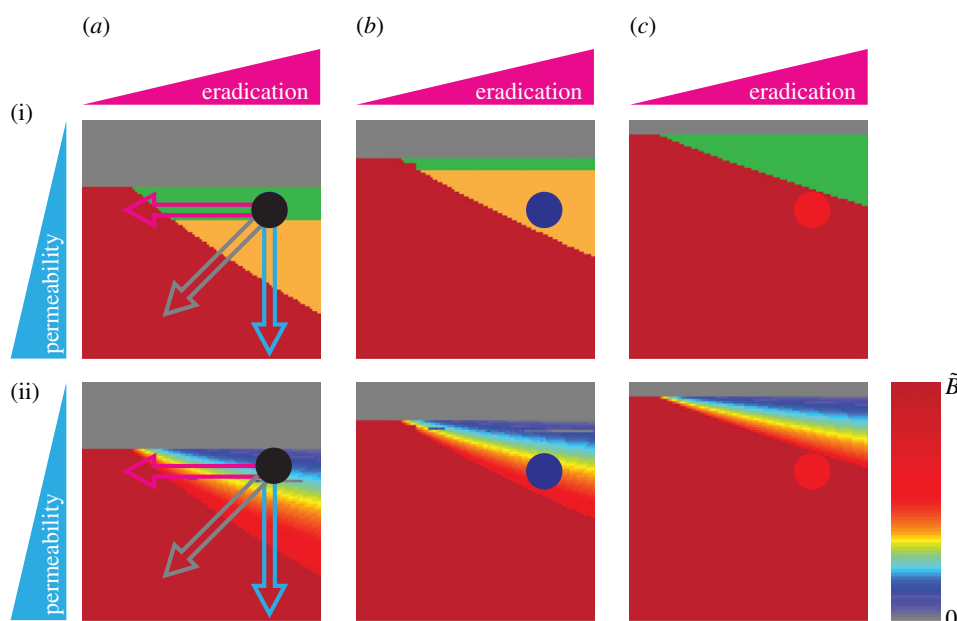 (a) (b) (c)
eradication eradication eradication
(i)
permeability
(ii)
B̃
permeability
0